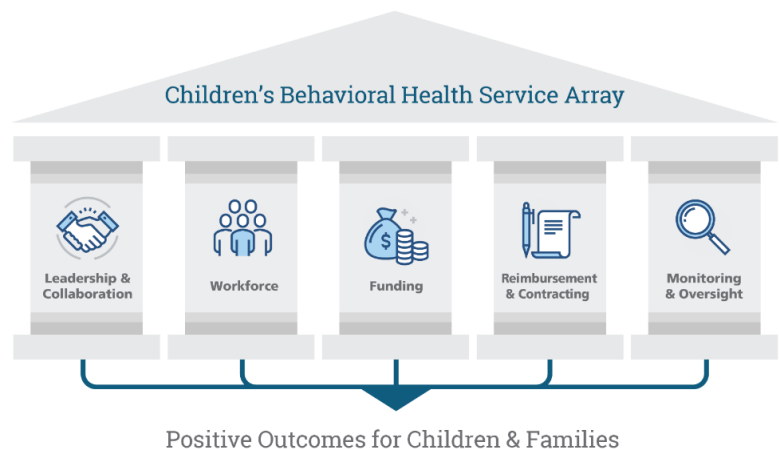 Children’s Behavioral Health Service Array
Leadership &
Collaboration
Workforce
$
Funding
Reimbursement
& Contracting
Monitoring
& Oversight
Positive Outcomes for Children & Families